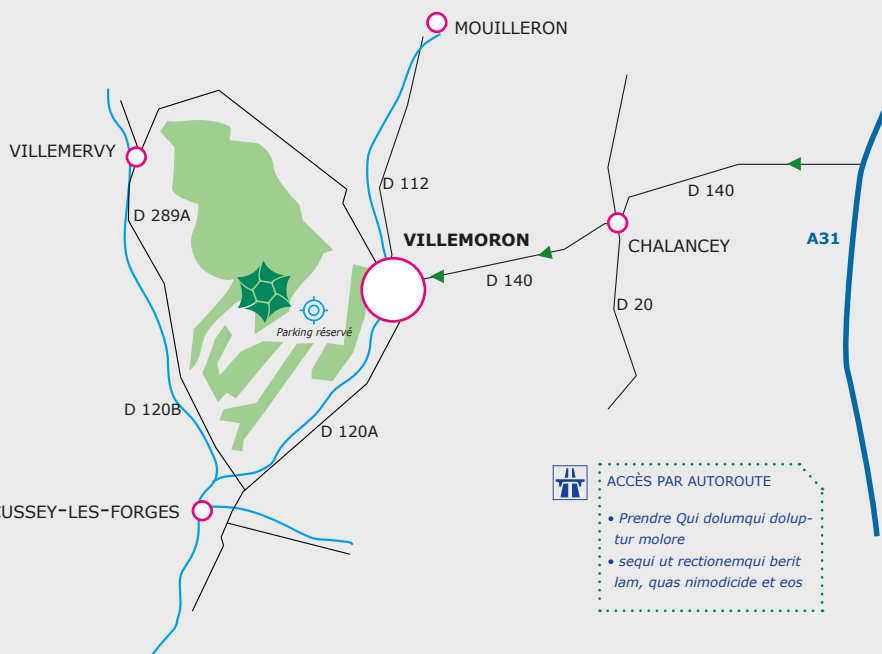 MOUILLERON
VILLEMERVY
D 112
D 140
D 289A
VILLEMORON
A31
CHALANCEY
D 140
D 20
Parking réservé
D 120B
D 120A
ACCÈS PAR AUTOROUTE
• Prendre Qui dolumqui dolup-
tur molore
• sequi ut rectionemqui berit
lam, quas nimodicide et eos
CUSSEY-LES-FORGES